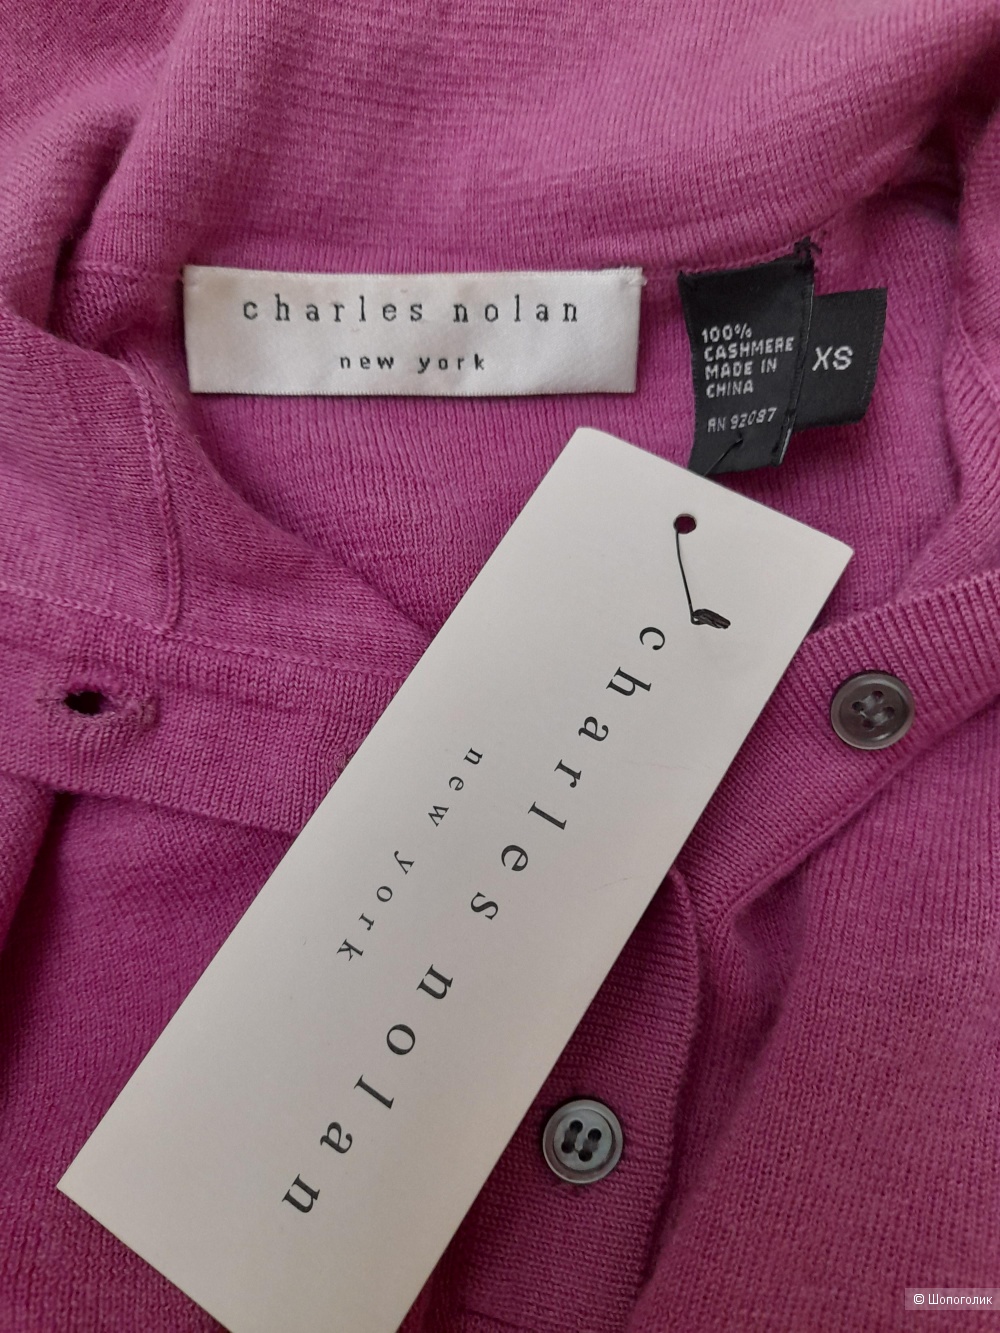 charles nolan
new york
100%
CASHMERE
MADE IN
CHINA
RN 92087
XS
charles nolan
new york
© Шопоголик